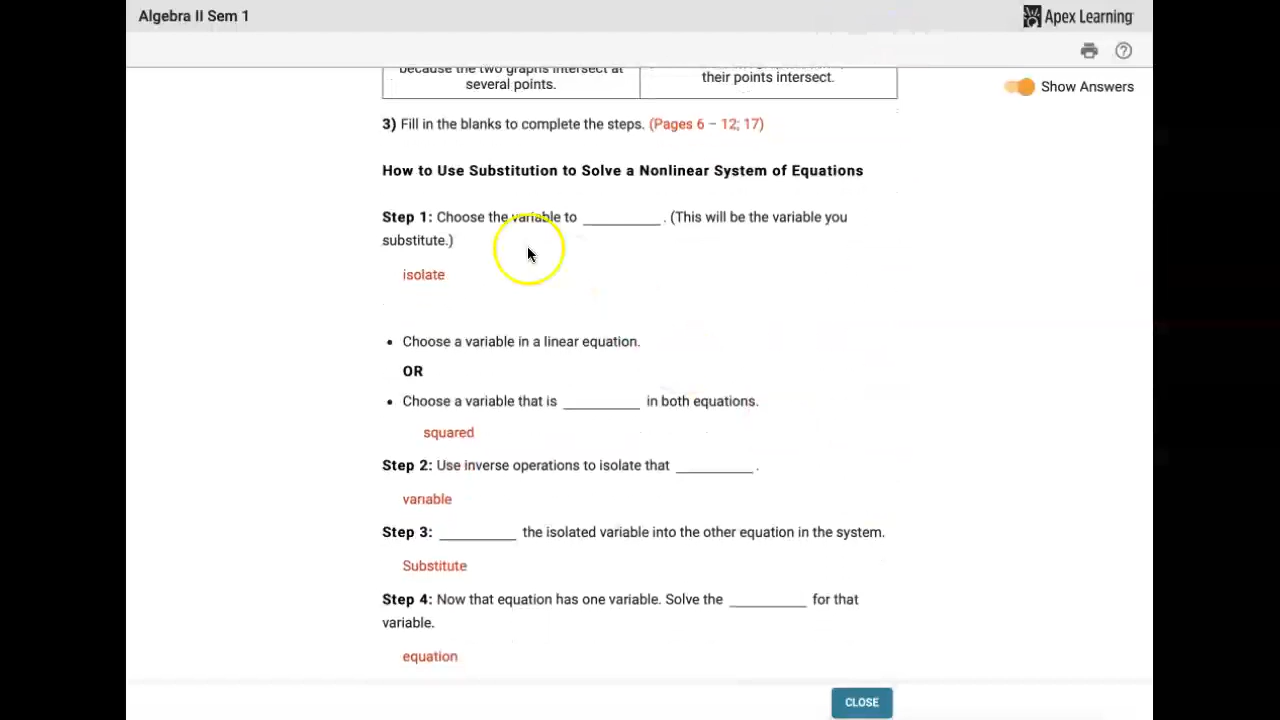 Algebra II Sem 1
Apex Learning
because the two graphs intersect at
several points.
their points intersect.
Show Answers
3) Fill in the blanks to complete the steps. (Pages 6 – 12; 17)
How to Use Substitution to Solve a Nonlinear System of Equations
Step 1: Choose the variable to __________ . (This will be the variable you
substitute.)
isolate
• Choose a variable in a linear equation.
OR
• Choose a variable that is __________ in both equations.
squared
Step 2: Use inverse operations to isolate that __________ .
variable
Step 3: __________ the isolated variable into the other equation in the system.
Substitute
Step 4: Now that equation has one variable. Solve the __________ for that
variable.
equation
CLOSE